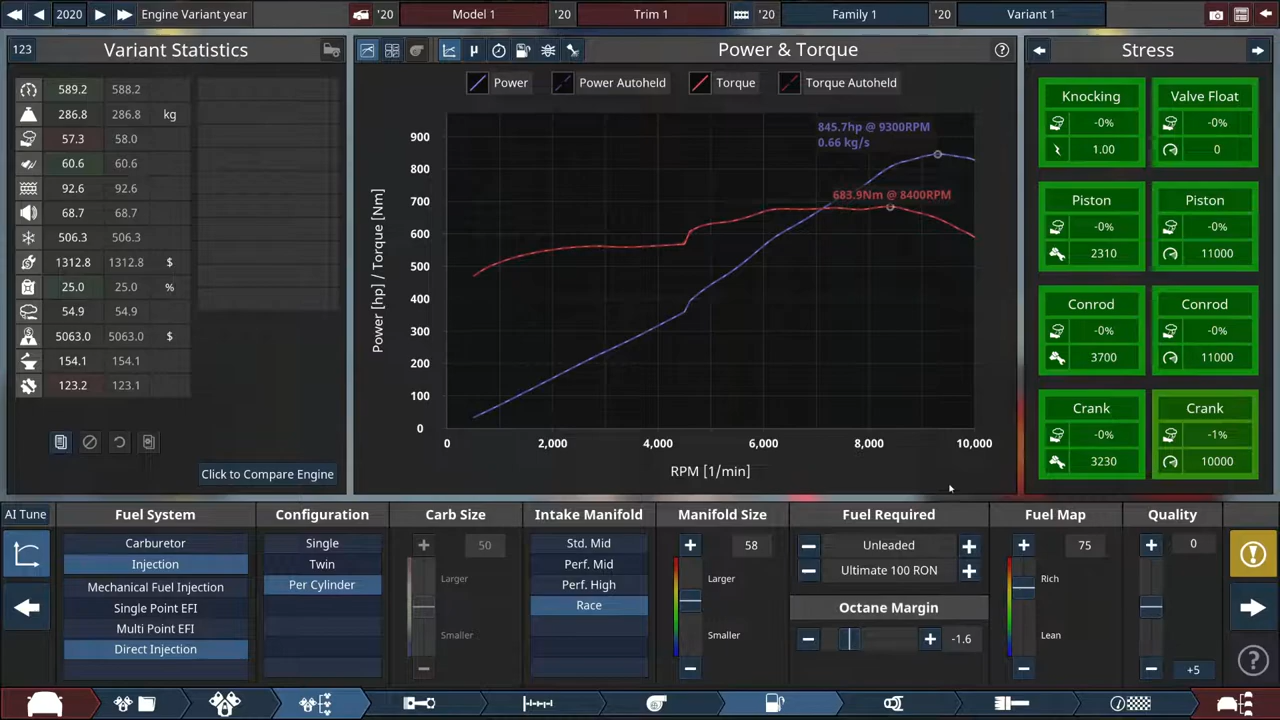 2020 Engine Variant year '20 Model 1 '20 Trim 1 '20 Family 1 '20 Variant 1
123 Variant Statistics
589.2 588.2
286.8 286.8 kg
57.3 58.0
60.6 60.6
92.6 92.6
68.7 68.7
506.3 506.3
1312.8 1312.8 $
25.0 25.0 %
54.9 54.9
5063.0 5063.0 $
154.1 154.1
123.2 123.1
Click to Compare Engine
µ Power & Torque ?
Power Power Autoheld Torque Torque Autoheld
845.7hp @ 9300RPM
0.66 kg/s
683.9Nm @ 8400RPM
Power [hp] / Torque [Nm]
900
800
700
600
500
400
300
200
100
0
0 2,000 4,000 6,000 8,000 10,000
RPM [1/min]
Stress
Knocking Valve Float
-0% -0%
1.00 0
Piston Piston
-0% -0%
2310 11000
Conrod Conrod
-0% -0%
3700 11000
Crank Crank
-0% -1%
3230 10000
AI Tune
Fuel System
Carburetor
Injection
Mechanical Fuel Injection
Single Point EFI
Multi Point EFI
Direct Injection
Configuration
Single
Twin
Per Cylinder
Carb Size
+ 50
Larger
Smaller
Intake Manifold
Std. Mid
Perf. Mid
Perf. High
Race
Manifold Size
+ 58
Larger
Smaller
Fuel Required
Unleaded
Ultimate 100 RON
Octane Margin
-1.6
Fuel Map
+ 75
Rich
Lean
Quality
+ 0
+5
?